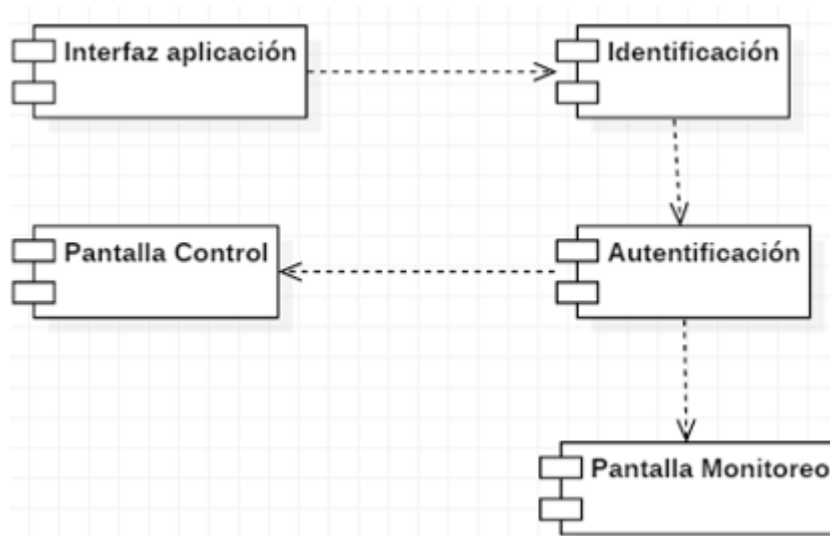 Interfaz aplicación
Identificación
Pantalla Control
Autentificación
Pantalla Monitoreo